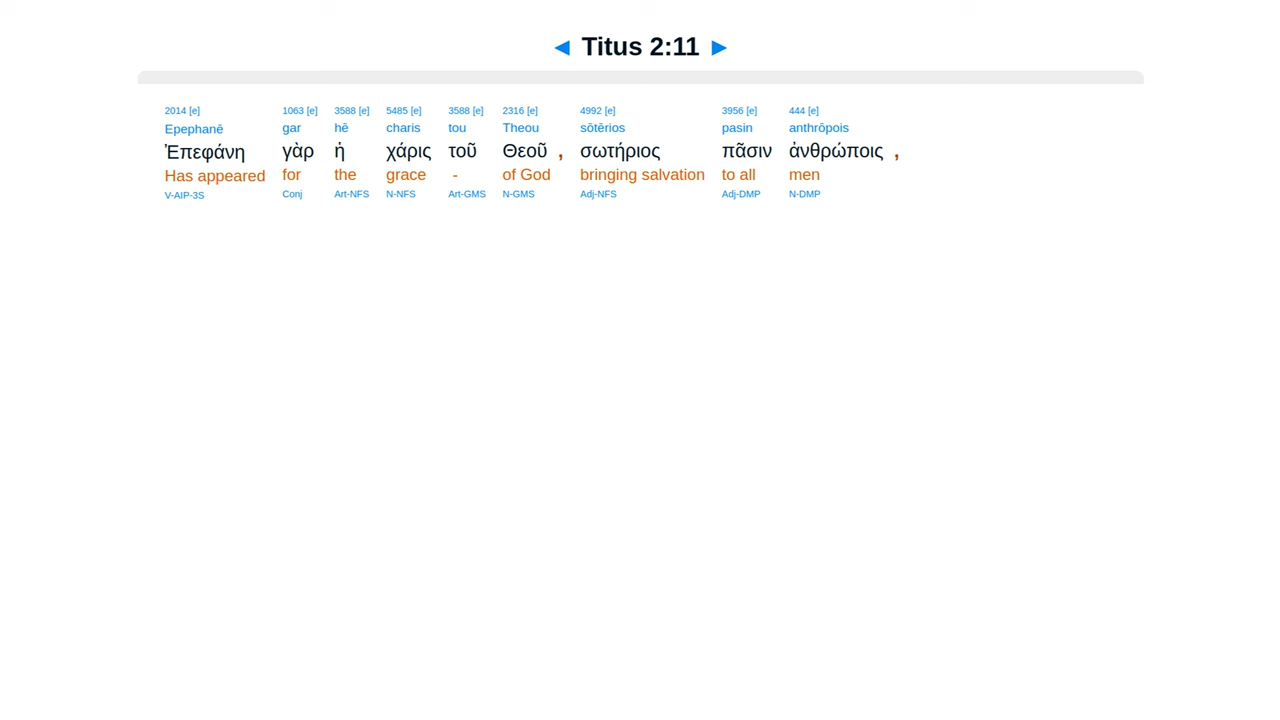 ◄ Titus 2:11 ►
2014 [e] 1063 [e] 3588 [e] 5485 [e] 3588 [e] 2316 [e] 4992 [e] 3956 [e] 444 [e]
Epephanē gar hē charis tou Theou sōtērios pasin anthrōpois
Ἐπεφάνη γὰρ ἡ χάρις τοῦ Θεοῦ , σωτήριος πᾶσιν ἀνθρώποις ,
Has appeared for the grace - of God bringing salvation to all men
V-AIP-3S Conj Art-NFS N-NFS Art-GMS N-GMS Adj-NFS Adj-DMP N-DMP